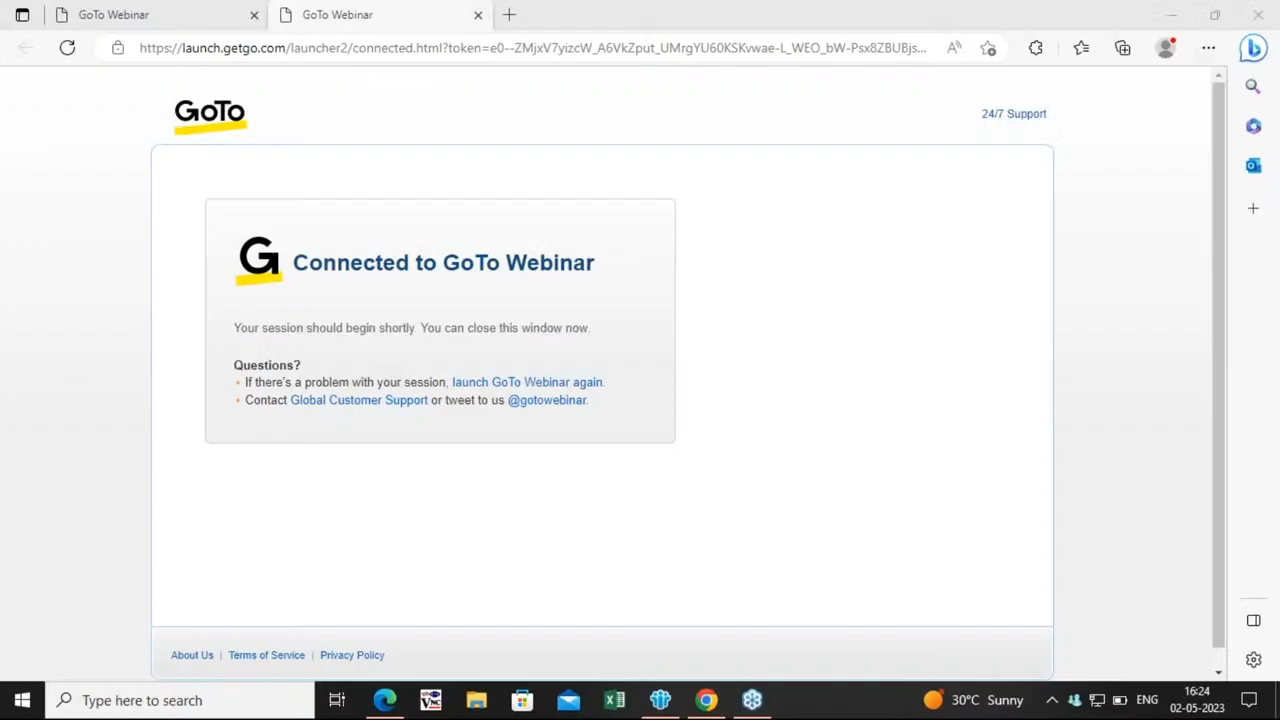 GoTo Webinar
GoTo Webinar
https://launch.getgo.com/launcher2/connected.html?token=e0--ZMjxV7yizcW_A6VkZput_UMrgYU60KSKvwae-L_WEO_bW-Psx8ZBUBjs...
GoTo
24/7 Support
G Connected to GoTo Webinar
Your session should begin shortly. You can close this window now.
Questions?
If there's a problem with your session, launch GoTo Webinar again.
Contact Global Customer Support or tweet to us @gotowebinar.
About Us | Terms of Service | Privacy Policy
Type here to search
VNC
30°C Sunny
ENG
16:24
02-05-2023